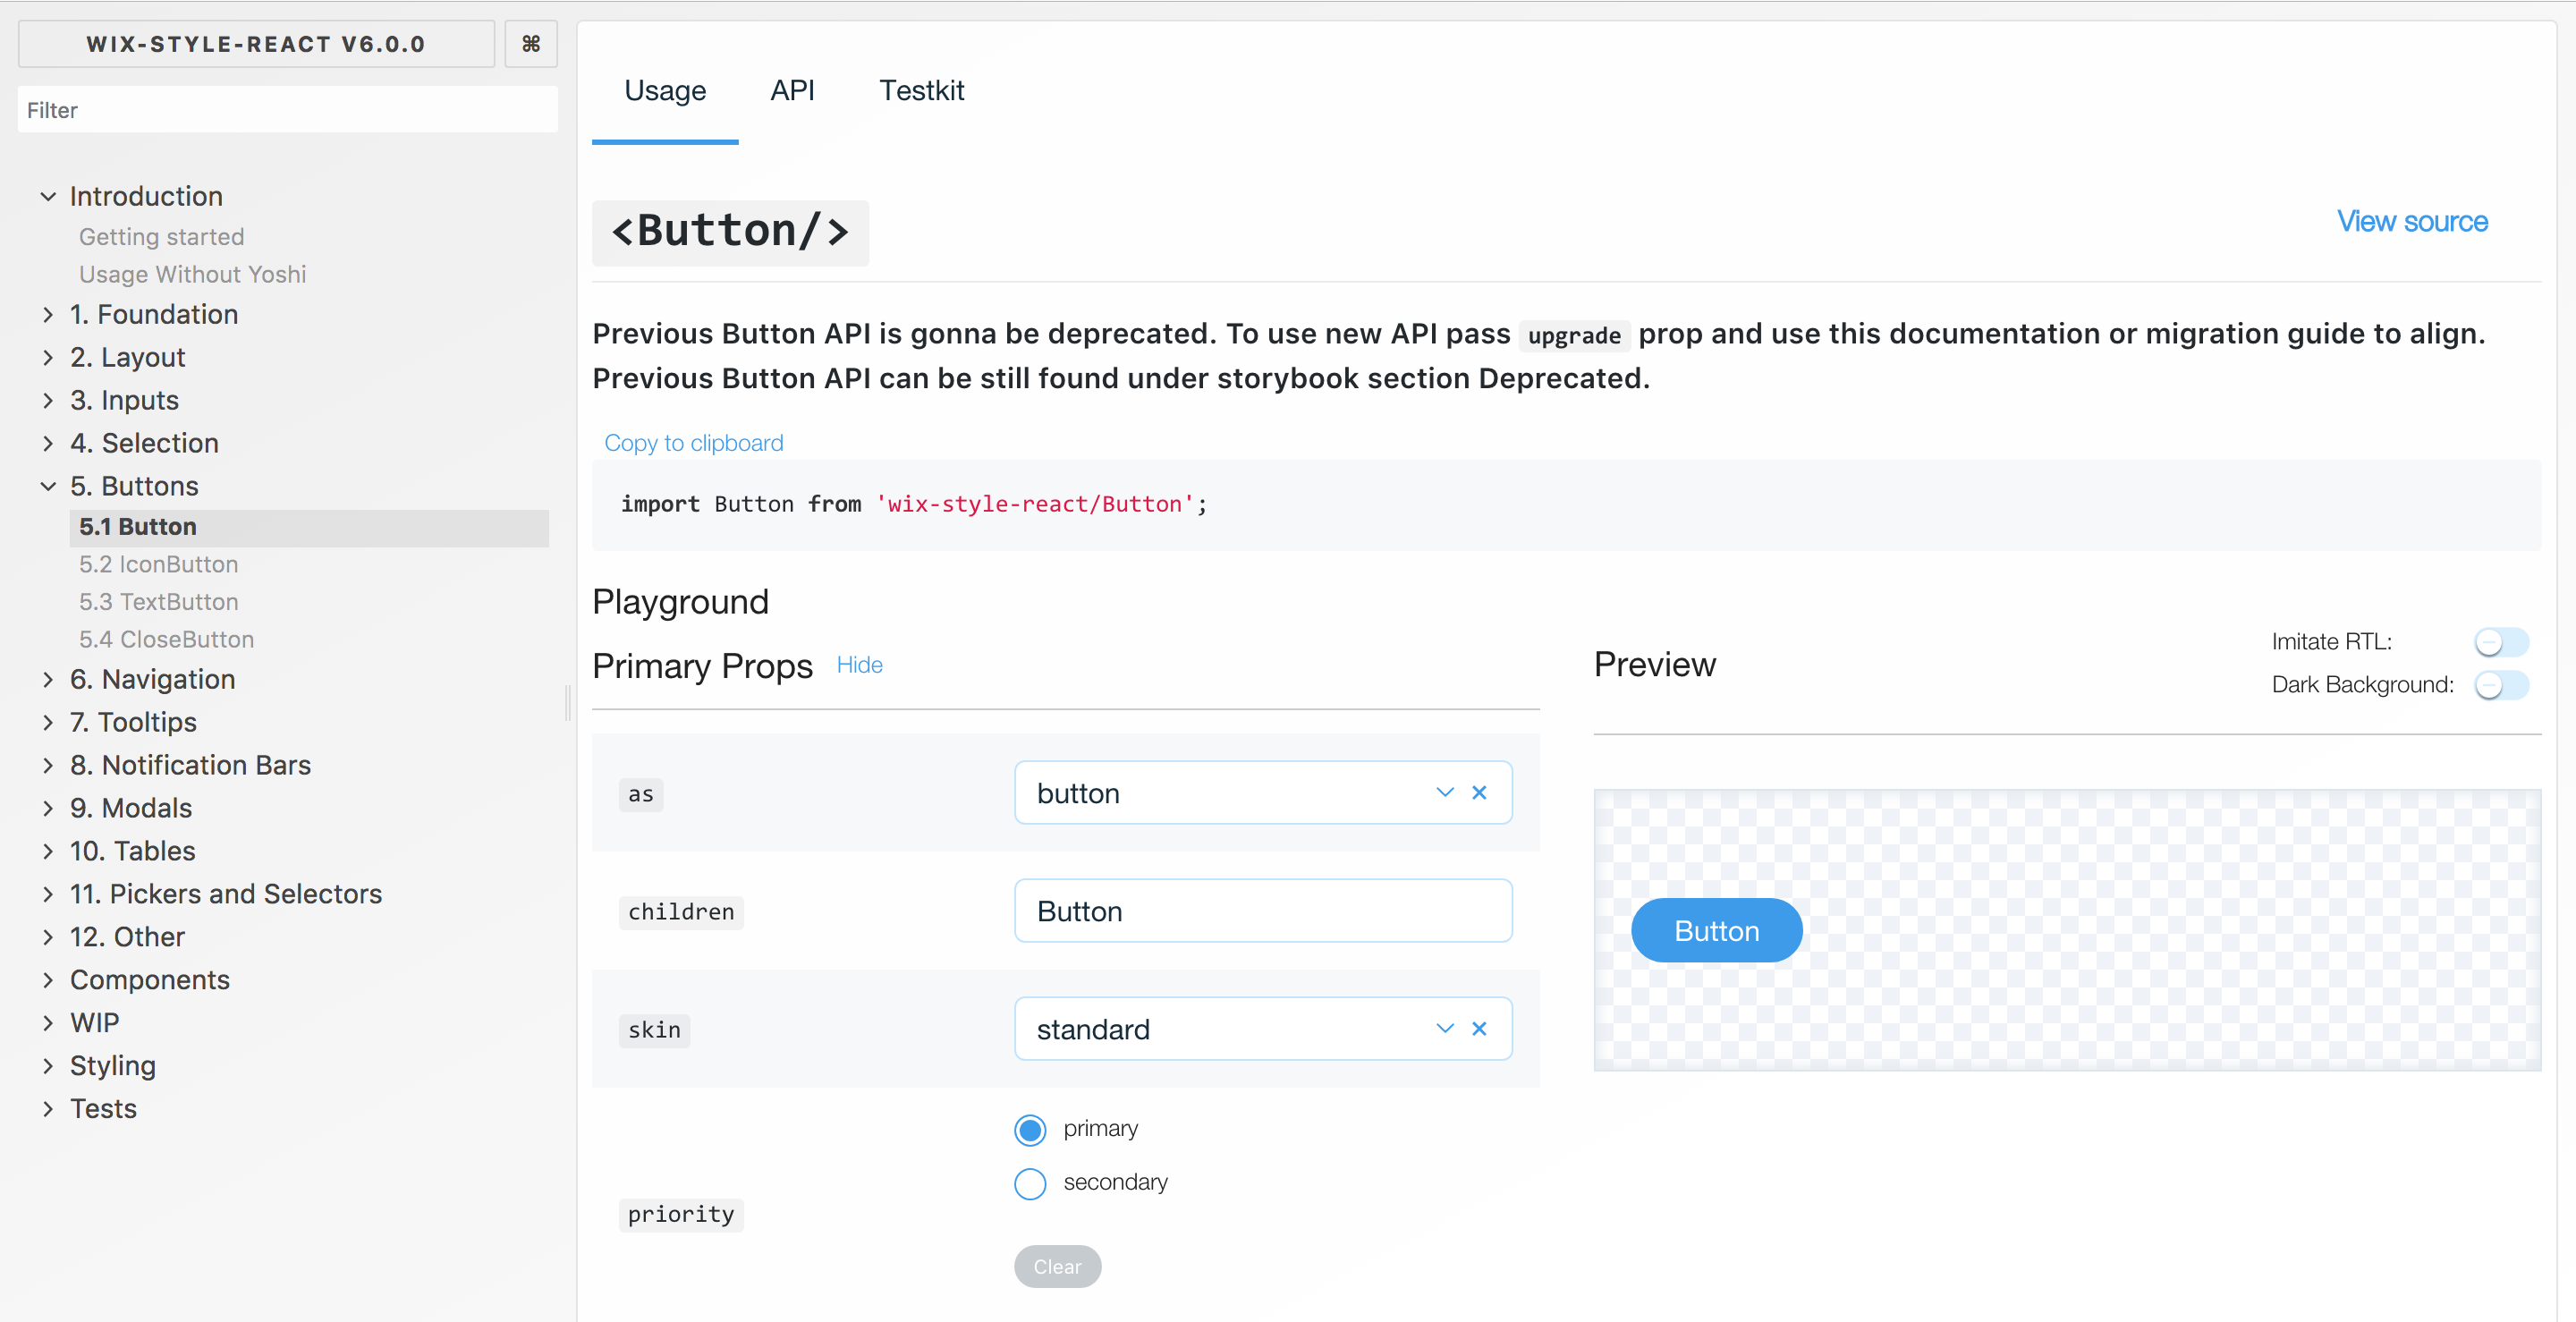 WIX-STYLE-REACT V6.0.0
⌘
Filter
Introduction
Getting started
Usage Without Yoshi
1. Foundation
2. Layout
3. Inputs
4. Selection
5. Buttons
5.1 Button
5.2 IconButton
5.3 TextButton
5.4 CloseButton
6. Navigation
7. Tooltips
8. Notification Bars
9. Modals
10. Tables
11. Pickers and Selectors
12. Other
Components
WIP
Styling
Tests
Usage API Testkit
<Button/>
View source
Previous Button API is gonna be deprecated. To use new API pass upgrade prop and use this documentation or migration guide to align.
Previous Button API can be still found under storybook section Deprecated.
Copy to clipboard
import Button from 'wix-style-react/Button';
Playground
Primary Props Hide
as button
children Button
skin standard
priority
primary
secondary
Clear
Preview
Imitate RTL:
Dark Background:
Button